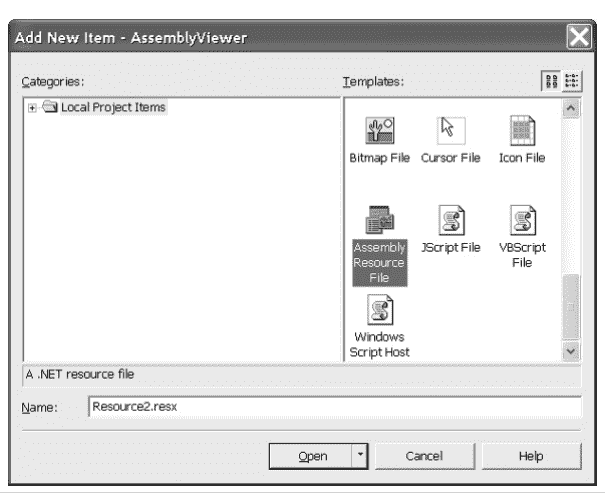 Add New Item - AssemblyViewer
Categories:
Templates:
Local Project Items
Bitmap File
Cursor File
Icon File
Assembly
Resource
File
JScript File
VBScript
File
Windows
Script Host
A .NET resource file
Name:
Resource2.resx
Open
Cancel
Help